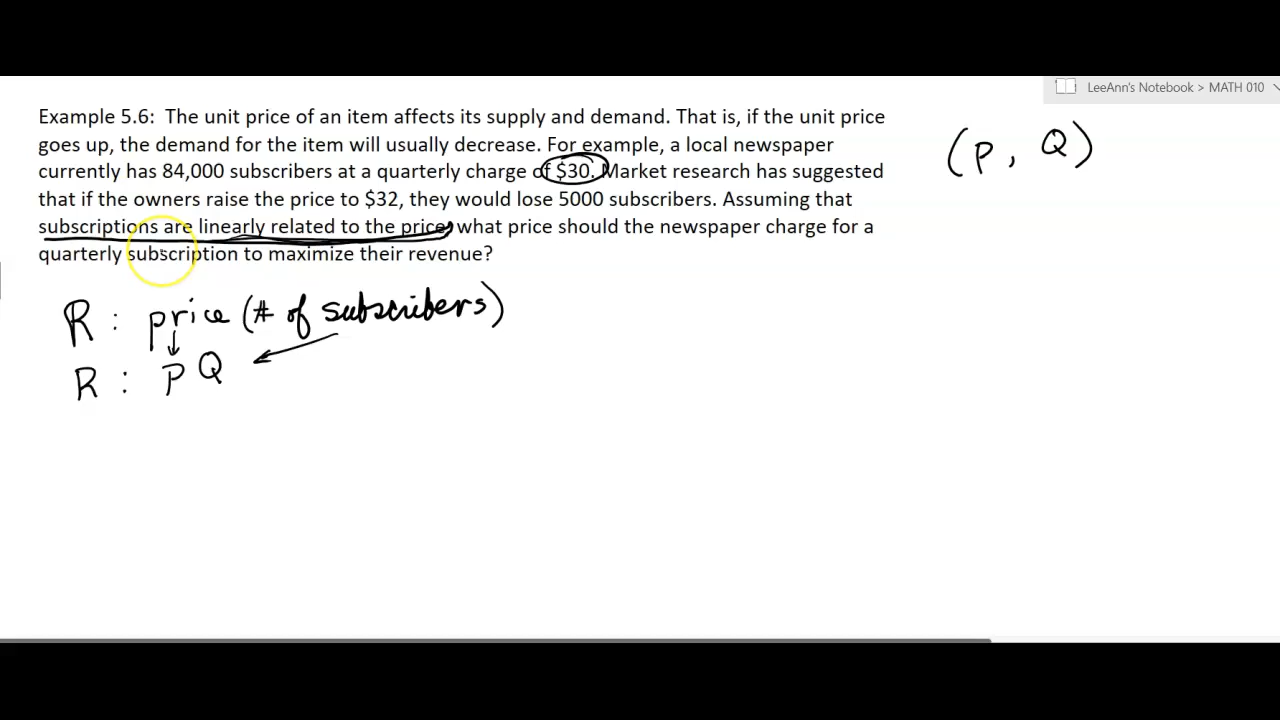 LeeAnn's Notebook > MATH 010
Example 5.6: The unit price of an item affects its supply and demand. That is, if the unit price
goes up, the demand for the item will usually decrease. For example, a local newspaper
currently has 84,000 subscribers at a quarterly charge of $30. Market research has suggested
that if the owners raise the price to $32, they would lose 5000 subscribers. Assuming that
subscriptions are linearly related to the price, what price should the newspaper charge for a
quarterly subscription to maximize their revenue?
(P, Q)
R: price (# of subscribers)
R: PQ